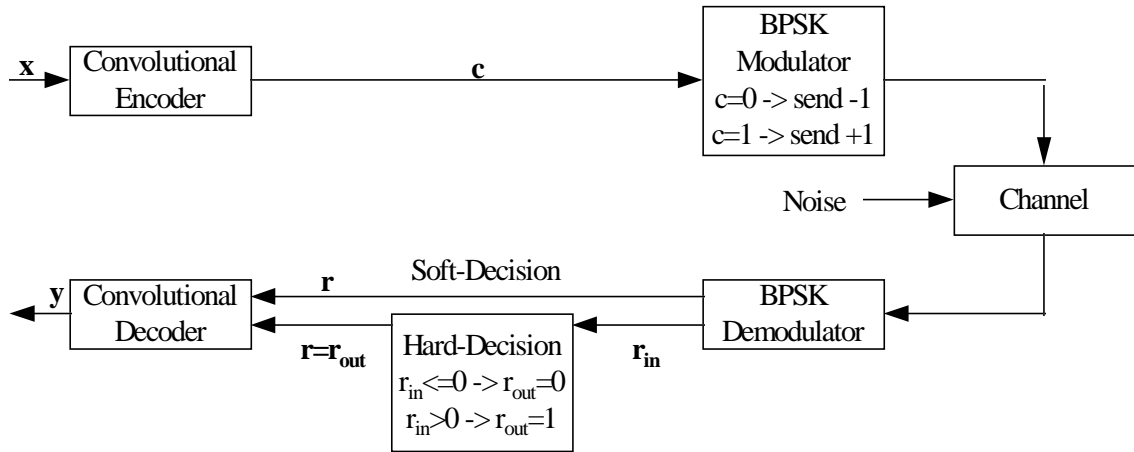 x
Convolutional
Encoder
c
BPSK
Modulator
c=0 -> send -1
c=1 -> send +1
Noise
Channel
Soft-Decision
y
Convolutional
Decoder
r
BPSK
Demodulator
r=r_out
Hard-Decision
r_in<=0 -> r_out=0
r_in>0 -> r_out=1
r_in